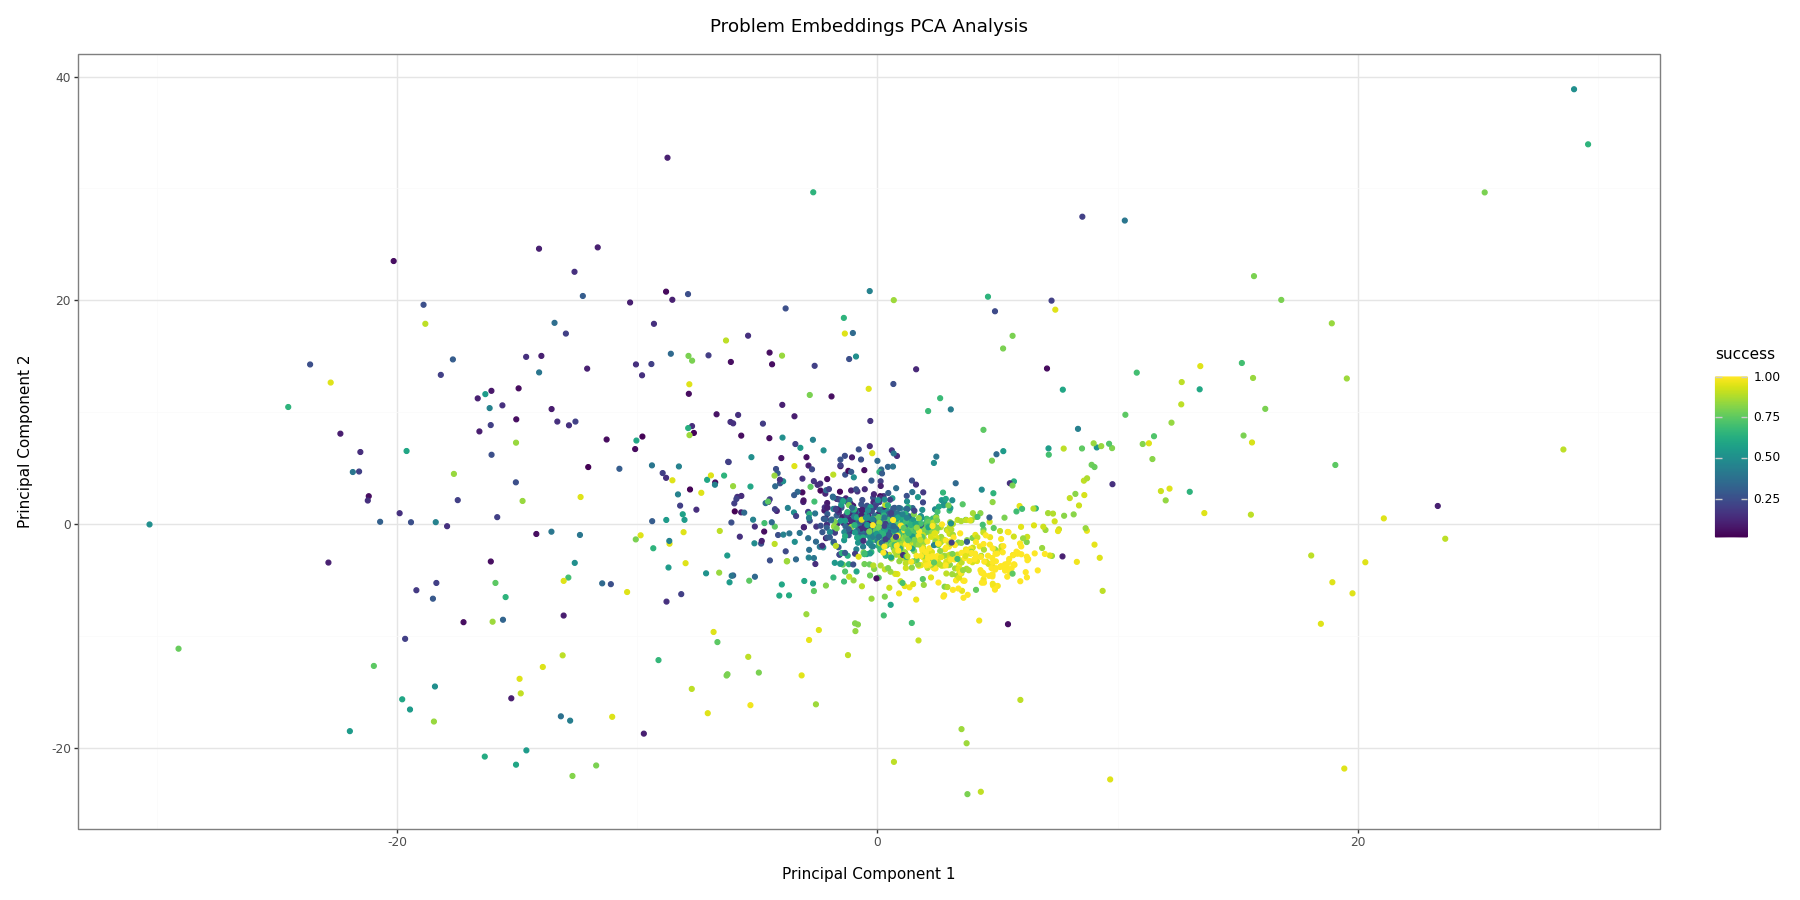 Problem Embeddings PCA Analysis
40
20
0
-20
Principal Component 2
-20
0
20
Principal Component 1
success
1.00
0.75
0.50
0.25